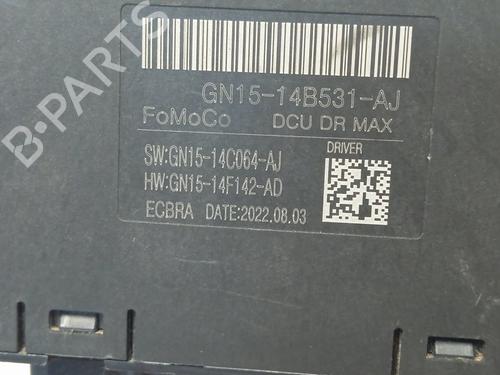 GN15-14B531-AJ
FoMoCo DCU DR MAX
DRIVER
SW:GN15-14C064-AJ
HW:GN15-14F142-AD
ECBRA DATE:2022.08.03
B-PARTS